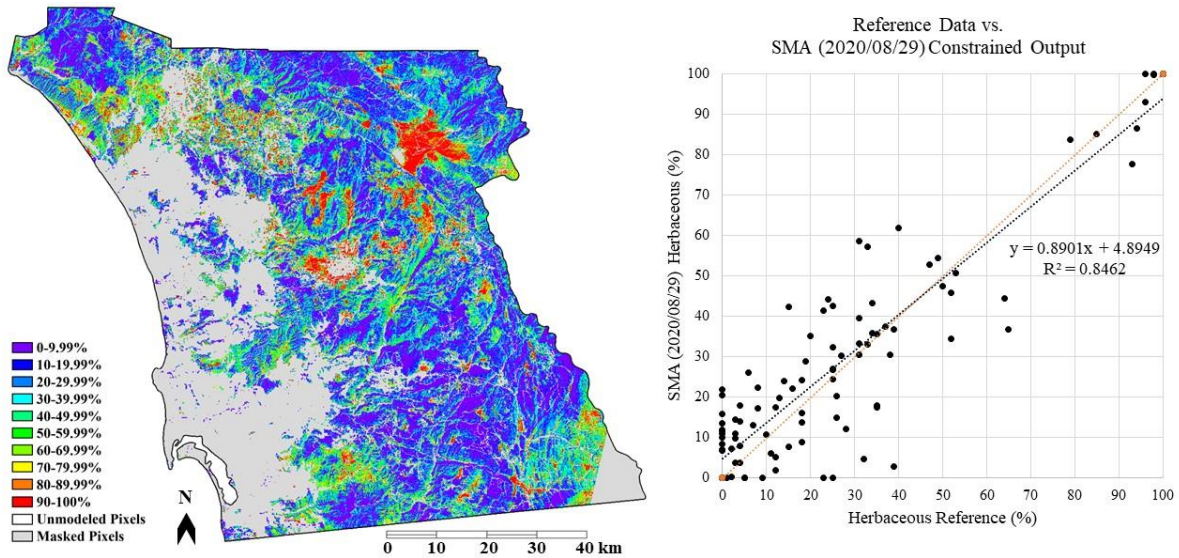 0-9.99%
10-19.99%
20-29.99%
30-39.99%
40-49.99%
50-59.99%
60-69.99%
70-79.99%
80-89.99%
90-100%
Unmodeled Pixels
Masked Pixels
N
0 10 20 30 40 km
Reference Data vs.
SMA (2020/08/29) Constrained Output
SMA (2020/08/29) Herbaceous (%)
100
90
80
70
60
50
40
30
20
10
0
y = 0.8901x + 4.8949
R² = 0.8462
0 10 20 30 40 50 60 70 80 90 100
Herbaceous Reference (%)